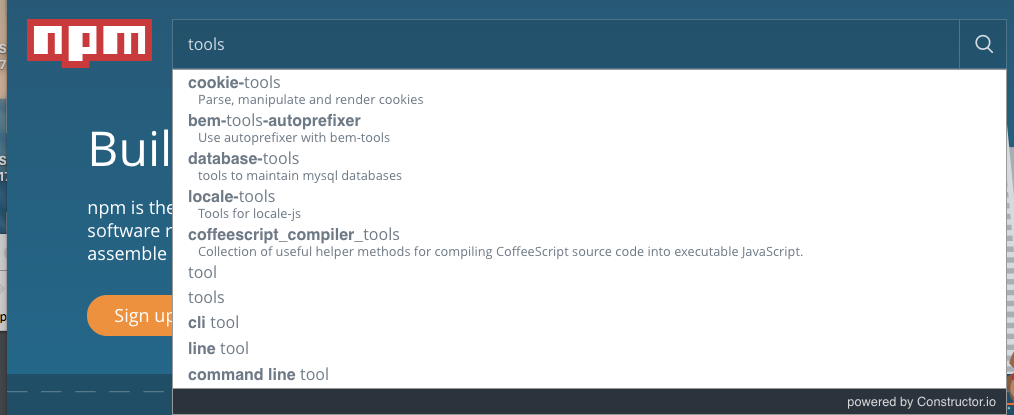 npm
tools
cookie-tools
Parse, manipulate and render cookies
bem-tools-autoprefixer
Use autoprefixer with bem-tools
database-tools
tools to maintain mysql databases
locale-tools
Tools for locale-js
coffeescript_compiler_tools
Collection of useful helper methods for compiling CoffeeScript source code into executable JavaScript.
tool
tools
cli tool
line tool
command line tool
powered by Constructor.io
Buil
npm is the
software r
assemble
Sign up